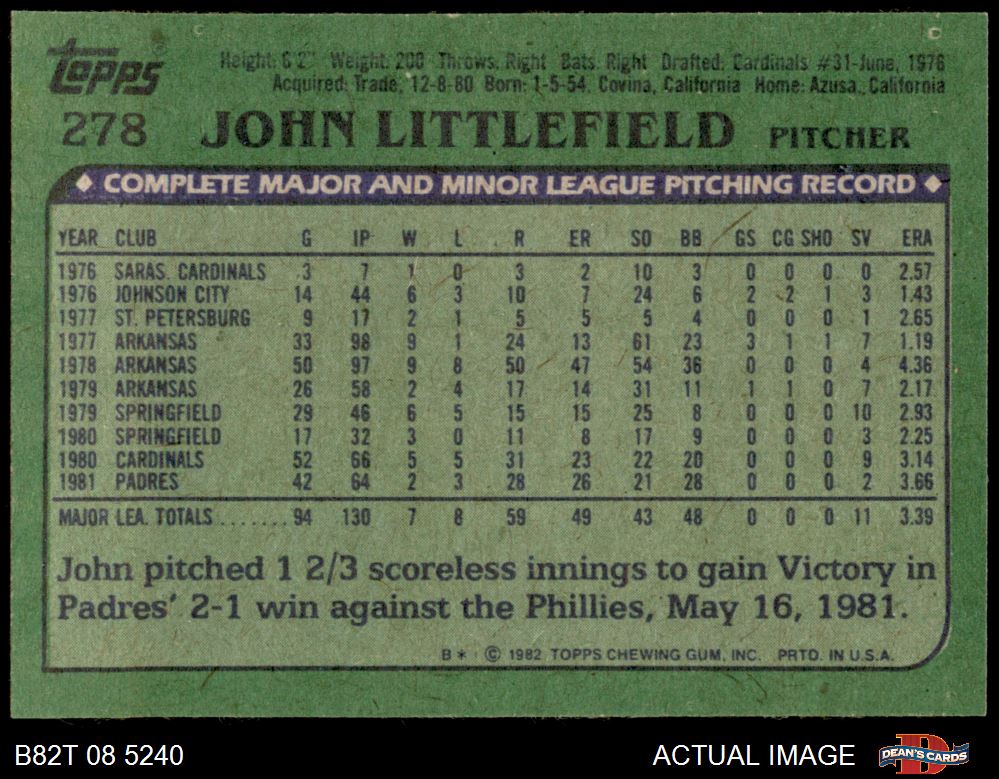 topps
Height: 6'2" Weight: 200 Throws: Right Bats: Right Drafted: Cardinals #31-June, 1976
Acquired: Trade, 12-8-80 Born: 1-5-54, Covina, California Home: Azusa, California
278 JOHN LITTLEFIELD PITCHER
◆ COMPLETE MAJOR AND MINOR LEAGUE PITCHING RECORD ◆
YEAR CLUB G IP W L R ER SO BB GS CG SHO SV ERA
1976 SARAS. CARDINALS 3 7 1 0 3 2 10 3 0 0 0 0 2.57
1976 JOHNSON CITY 14 44 6 3 10 7 24 6 2 2 1 3 1.43
1977 ST. PETERSBURG 9 17 2 1 5 5 5 4 0 0 0 1 2.65
1977 ARKANSAS 33 98 9 1 24 13 61 23 3 1 1 7 1.19
1978 ARKANSAS 50 97 9 8 50 47 54 36 0 0 0 4 4.36
1979 ARKANSAS 26 58 2 4 17 14 31 11 1 1 0 7 2.17
1979 SPRINGFIELD 29 46 6 5 15 15 25 8 0 0 0 10 2.93
1980 SPRINGFIELD 17 32 3 0 11 8 17 9 0 0 0 3 2.25
1980 CARDINALS 52 66 5 5 31 23 22 20 0 0 0 9 3.14
1981 PADRES 42 64 2 3 28 26 21 28 0 0 0 2 3.66
MAJOR LEA. TOTALS....... 94 130 7 8 59 49 43 48 0 0 0 11 3.39
John pitched 1 2/3 scoreless innings to gain Victory in
Padres' 2-1 win against the Phillies, May 16, 1981.
B* © 1982 TOPPS CHEWING GUM, INC. PRTD. IN U.S.A.
B82T 08 5240 ACTUAL IMAGE DEAN'S CARDS